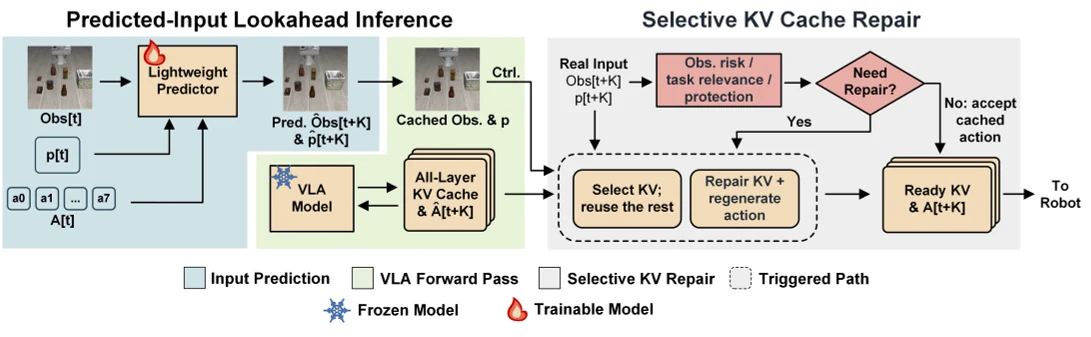 Predicted-Input Lookahead Inference
Selective KV Cache Repair
Obs[t]
Lightweight
Predictor
Pred. Ôbs[t+K]
& p̂[t+K]
Cached Obs. & p
Ctrl.
p[t]
a0
a1
...
a7
A[t]
VLA
Model
All-Layer
KV Cache
& Â[t+K]
Real Input
Obs[t+K]
p[t+K]
Obs. risk /
task relevance /
protection
Need
Repair?
Yes
No: accept
cached
action
Select KV;
reuse the rest
Repair KV +
regenerate
action
Ready KV
& A[t+K]
To
Robot
Input Prediction
VLA Forward Pass
Selective KV Repair
Triggered Path
Frozen Model
Trainable Model